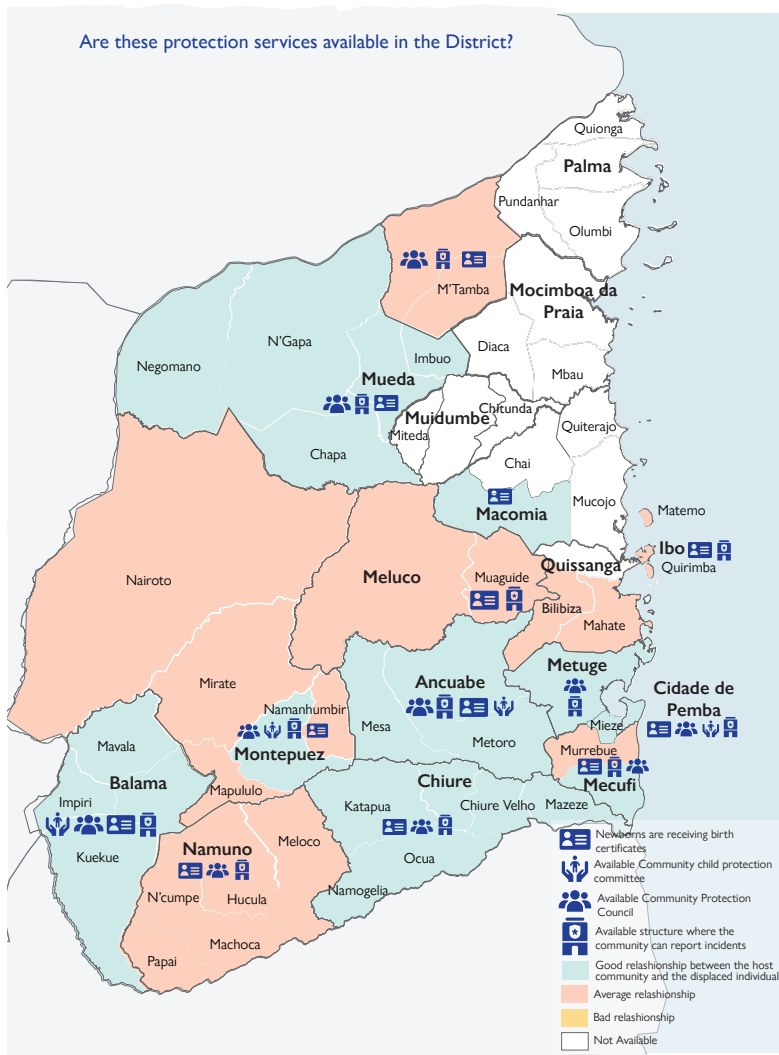 Are these protection services available in the District?
Quionga
Palma
Pundanhar
Olumbi
M'Tamba
Mocimboa da
Praia
N'Gapa
Negomano
Imbuo
Diaca
Mbau
Mueda
Chitunda
Muidumbe
Miteda
Quiterajo
Chapa
Chai
Mucojo
Macomia
Matemo
Ibo
Quissanga
Quirimba
Nairoto
Meluco
Muaguide
Bilibiza
Mahate
Metuge
Ancuabe
Cidade de
Pemba
Mirate
Namanhumbir
Mesa
Mieze
Metoro
Mavala
Montepuez
Murrebue
Mecufi
Balama
Chiure
Mapululo
Impiri
Katapua
Chiure Velho
Mazeze
Kuekue
Namuno
Meloco
Ocua
N'cumpe
Hucula
Namogelia
Machoca
Papai
Newborns are receiving birth
certificates
Available Community child protection
committee
Available Community Protection
Council
Available structure where the
community can report incidents
Good relashionship between the host
community and the displaced individual
Average relashionship
Bad relashionship
Not Available